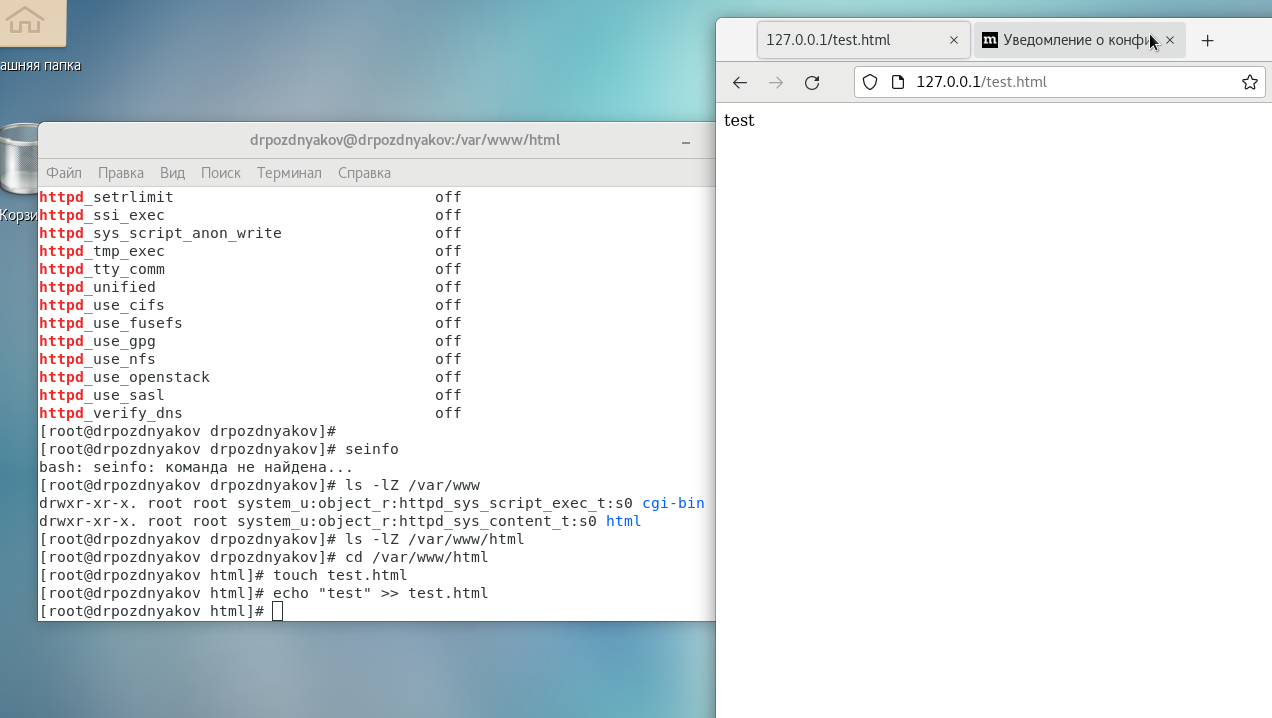 ашняя папка
Корзи
drpozdnyakov@drpozdnyakov:/var/www/html
Файл Правка Вид Поиск Терминал Справка
httpd_setrlimit off
httpd_ssi_exec off
httpd_sys_script_anon_write off
httpd_tmp_exec off
httpd_tty_comm off
httpd_unified off
httpd_use_cifs off
httpd_use_fusefs off
httpd_use_gpg off
httpd_use_nfs off
httpd_use_openstack off
httpd_use_sasl off
httpd_verify_dns off
[root@drpozdnyakov drpozdnyakov]#
[root@drpozdnyakov drpozdnyakov]# seinfo
bash: seinfo: команда не найдена...
[root@drpozdnyakov drpozdnyakov]# ls -lZ /var/www
drwxr-xr-x. root root system_u:object_r:httpd_sys_script_exec_t:s0 cgi-bin
drwxr-xr-x. root root system_u:object_r:httpd_sys_content_t:s0 html
[root@drpozdnyakov drpozdnyakov]# ls -lZ /var/www/html
[root@drpozdnyakov drpozdnyakov]# cd /var/www/html
[root@drpozdnyakov html]# touch test.html
[root@drpozdnyakov html]# echo "test" >> test.html
[root@drpozdnyakov html]#
127.0.0.1/test.html
m Уведомление о конфи
127.0.0.1/test.html
test